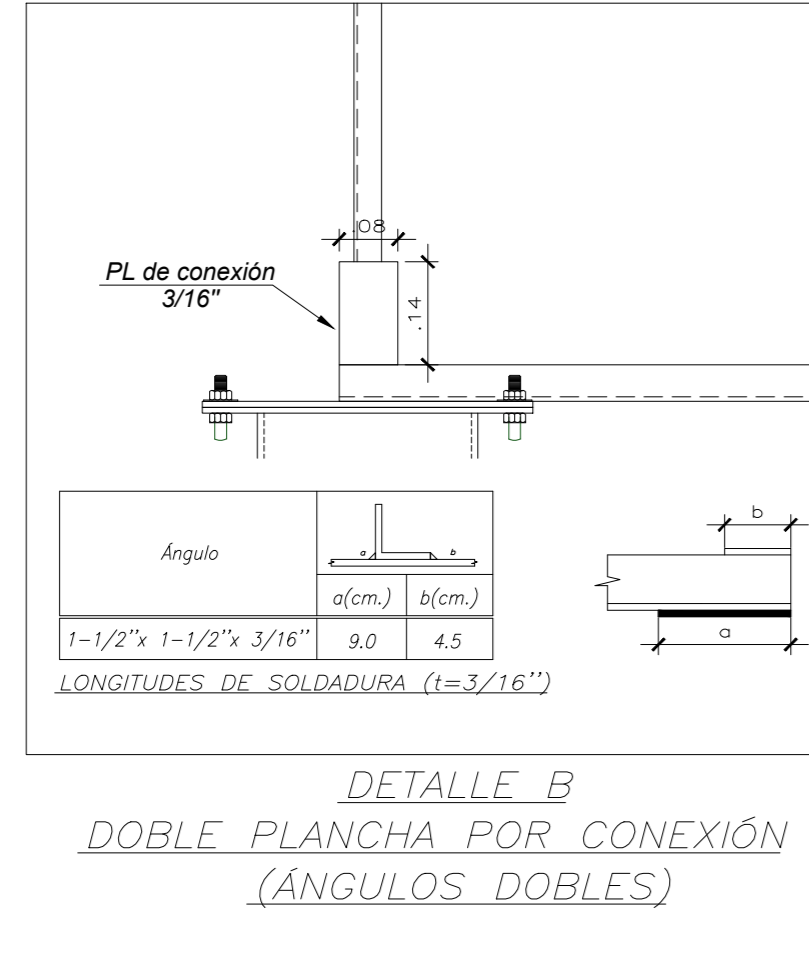 .08
PL de conexión
3/16"
.14
Ángulo
a b
a(cm.) b(cm.)
1-1/2''x 1-1/2''x 3/16'' 9.0 4.5
LONGITUDES DE SOLDADURA (t=3/16'')
b
a
DETALLE B
DOBLE PLANCHA POR CONEXIÓN
(ÁNGULOS DOBLES)